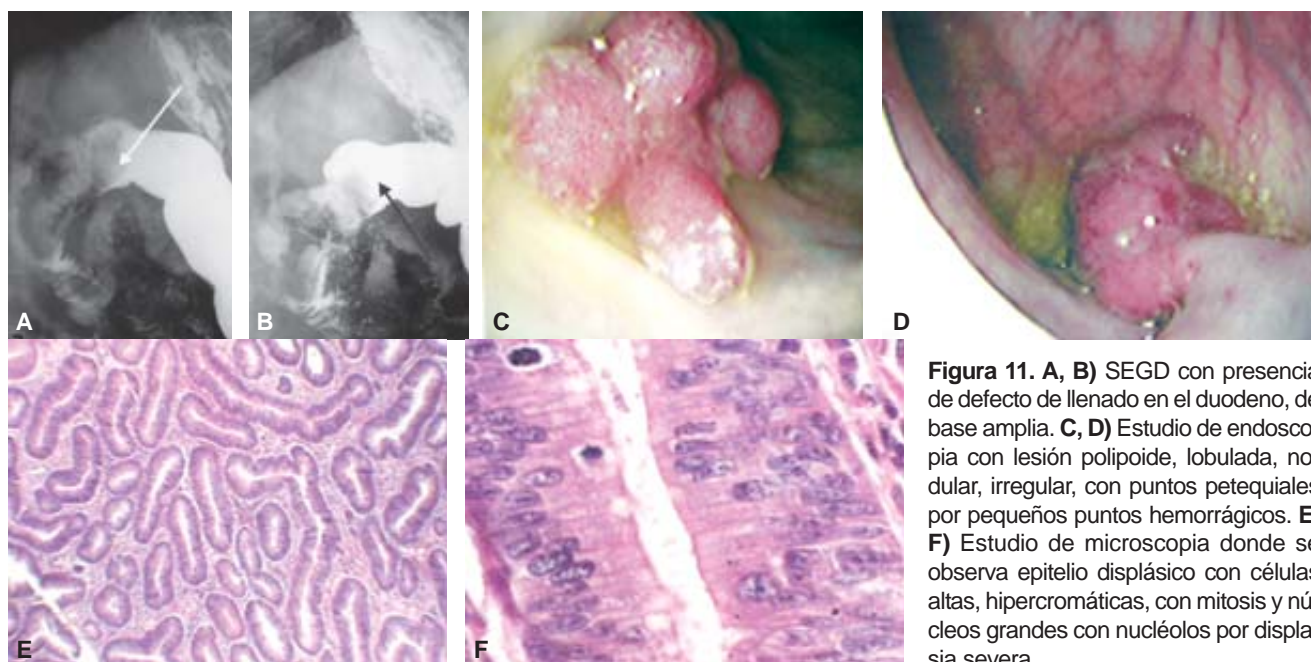 A
B
C
D
E
F
Figura 11. A, B) SEGD con presencia
de defecto de llenado en el duodeno, de
base amplia. C, D) Estudio de endosco-
pia con lesión polipoide, lobulada, no-
dular, irregular, con puntos petequiales
por pequeños puntos hemorrágicos. E,
F) Estudio de microscopia donde se
observa epitelio displásico con células
altas, hipercromáticas, con mitosis y nú-
cleos grandes con nucléolos por displa-
sia severa.